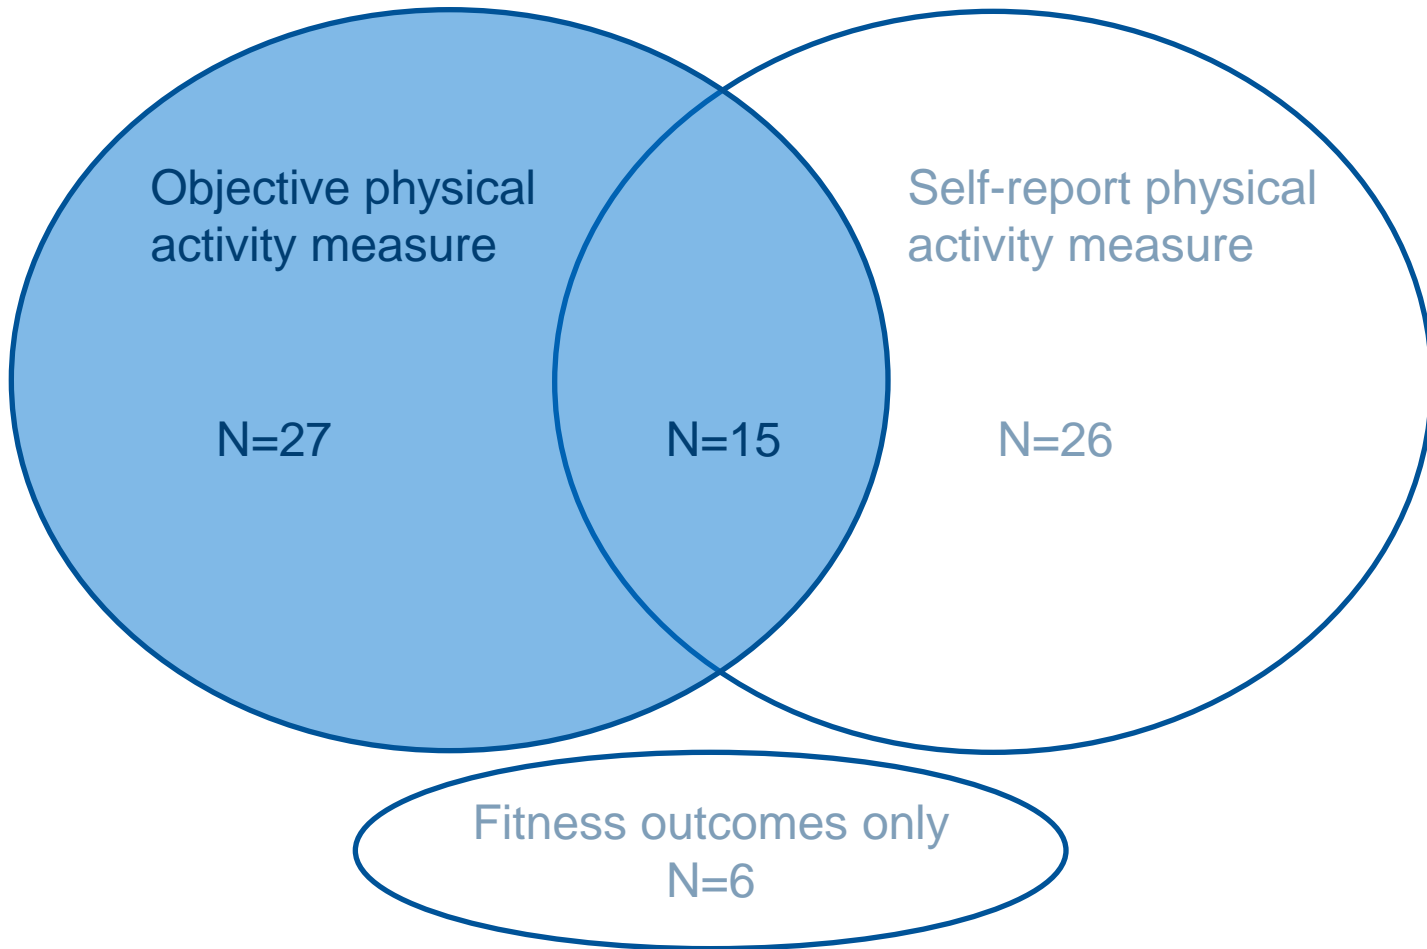 Objective physical
activity measure
Self-report physical
activity measure
N=27
N=15
N=26
Fitness outcomes only
N=6